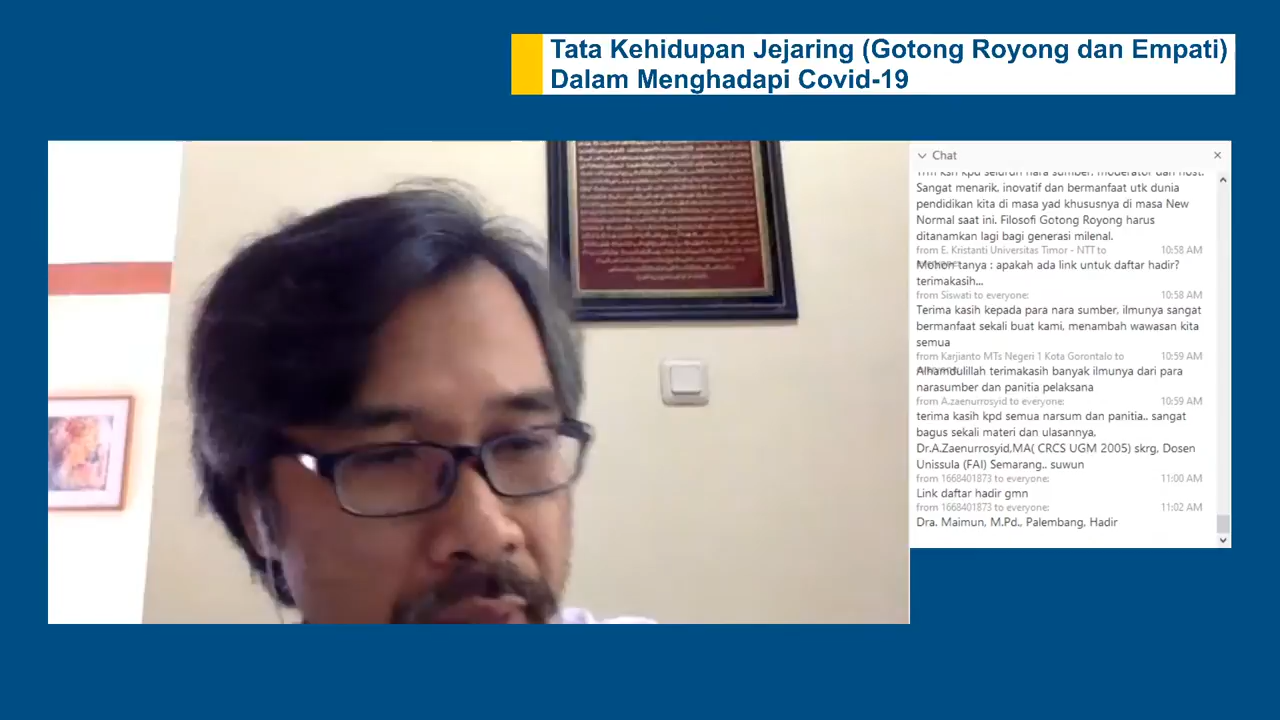 Tata Kehidupan Jejaring (Gotong Royong dan Empati)
Dalam Menghadapi Covid-19
Chat
Sangat menarik, inovatif dan bermanfaat utk dunia
pendidikan kita di masa yad khususnya di masa New
Normal saat ini. Filosofi Gotong Royong harus
ditanamkan lagi bagi generasi milenal.
from E. Kristanti Universitas Timor - NTT to 10:58 AM
Mohon tanya : apakah ada link untuk daftar hadir?
terimakasih...
from Siswati to everyone: 10:58 AM
Terima kasih kepada para nara sumber, ilmunya sangat
bermanfaat sekali buat kami, menambah wawasan kita
semua
from Karjianto MTs Negeri 1 Kota Gorontalo to 10:59 AM
Alhamdulillah terimakasih banyak ilmunya dari para
narasumber dan panitia pelaksana
from A.zaenurrosyid to everyone: 10:59 AM
terima kasih kpd semua narsum dan panitia.. sangat
bagus sekali materi dan ulasannya,
Dr.A.Zaenurrosyid,MA( CRCS UGM 2005) skrg, Dosen
Unissula (FAI) Semarang.. suwun
from 1668401873 to everyone: 11:00 AM
Link daftar hadir gmn
from 1668401873 to everyone: 11:02 AM
Dra. Maimun, M.Pd., Palembang, Hadir